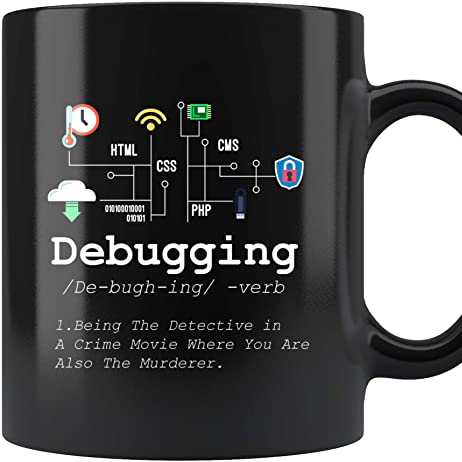 HTML
CMS
CSS
010100010001
010101
PHP
Debugging
/De-bugh-ing/ -verb
1.Being The Detective in
A Crime Movie Where You Are
Also The Murderer.